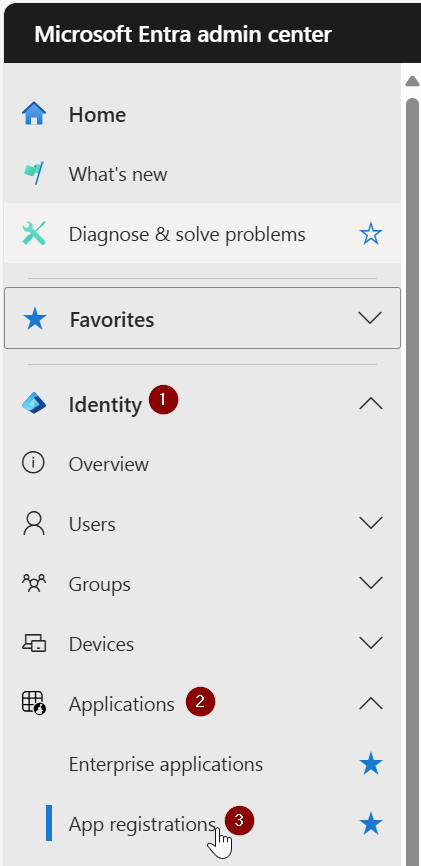 Microsoft Entra admin center
Home
What's new
Diagnose & solve problems
Favorites
Identity 1
Overview
Users
Groups
Devices
Applications 2
Enterprise applications
App registrations 3